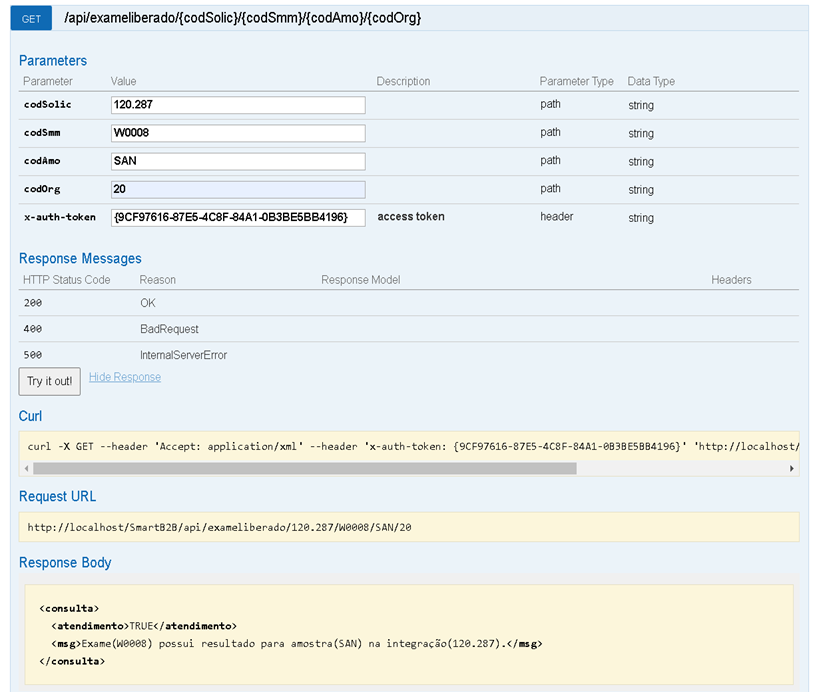 GET /api/exameliberado/{codSolic}/{codSmm}/{codAmo}/{codOrg}
Parameters
Parameter Value Description Parameter Type Data Type
codSolic 120.287 path string
codSmm W0008 path string
codAmo SAN path string
codOrg 20 path string
x-auth-token {9CF97616-87E5-4C8F-84A1-0B3BE5BB4196} access token header string
Response Messages
HTTP Status Code Reason Response Model Headers
200 OK
400 BadRequest
500 InternalServerError
Try it out! Hide Response
Curl
curl -X GET --header 'Accept: application/xml' --header 'x-auth-token: {9CF97616-87E5-4C8F-84A1-0B3BE5BB4196}' 'http://localhost/
Request URL
http://localhost/SmartB2B/api/exameliberado/120.287/W0008/SAN/20
Response Body
<consulta>
<atendimento>TRUE</atendimento>
<msg>Exame(W0008) possui resultado para amostra(SAN) na integração(120.287).</msg>
</consulta>